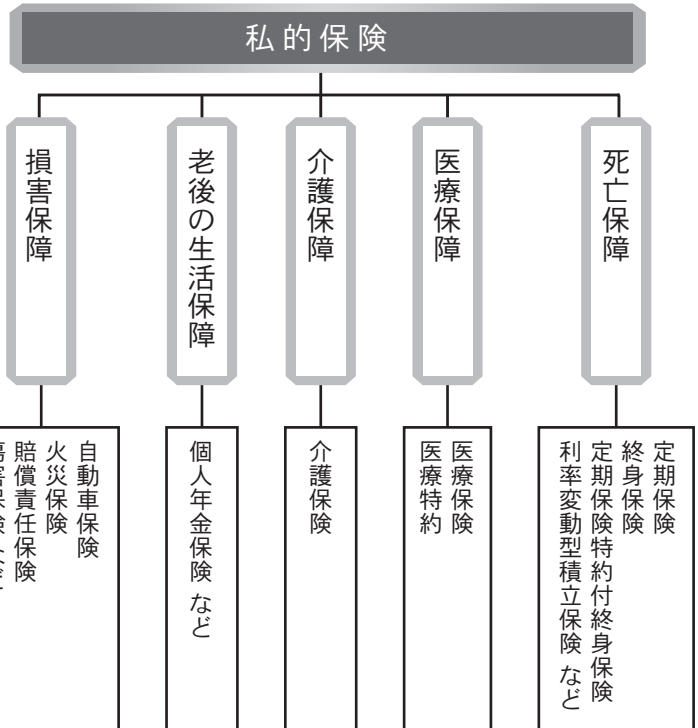 私的保険
死亡保障
定期保険
終身保険
定期保険特約付終身保険
利率変動型積立保険 など
医療保障
医療保険
医療特約
介護保障
介護保険
老後の生活保障
個人年金保険 など
損害保障
自動車保険
火災保険
賠償責任保険